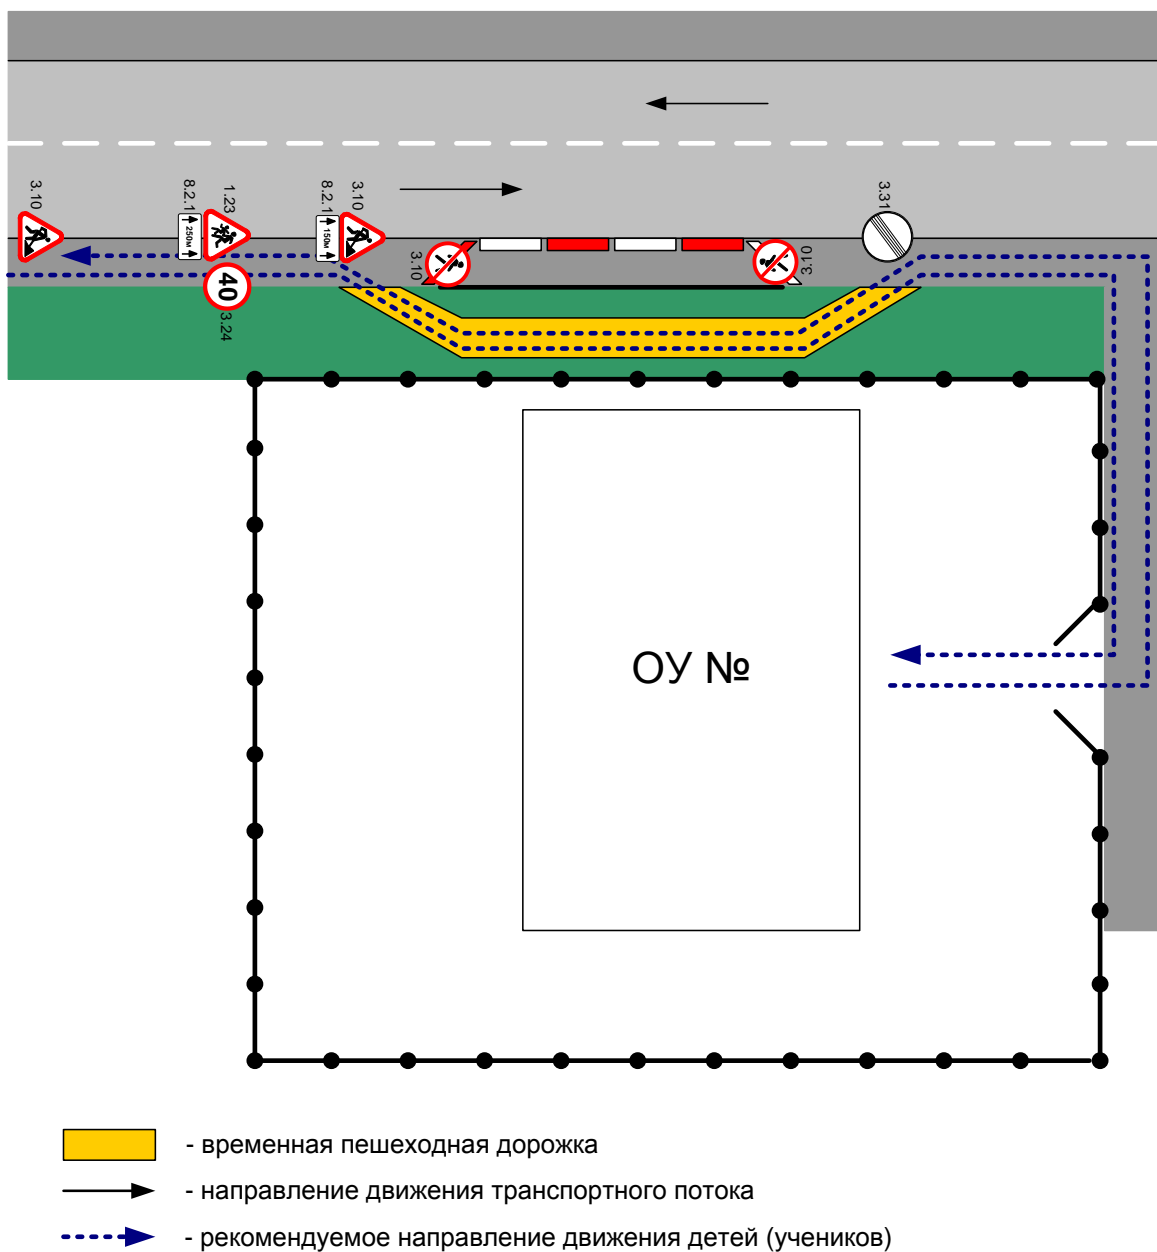 3.10
8.2.1
250м
1.23
8.2.1
150м
3.10
3.31
3.10
3.10
40
3.24
ОУ №
- временная пешеходная дорожка
- направление движения транспортного потока
- рекомендуемое направление движения детей (учеников)